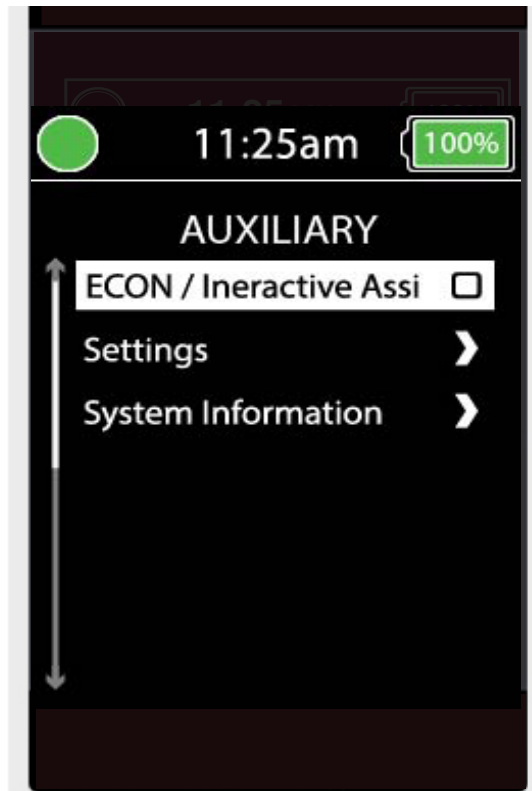 11:25am 100%
AUXILIARY
ECON / Ineractive Assi
Settings
System Information